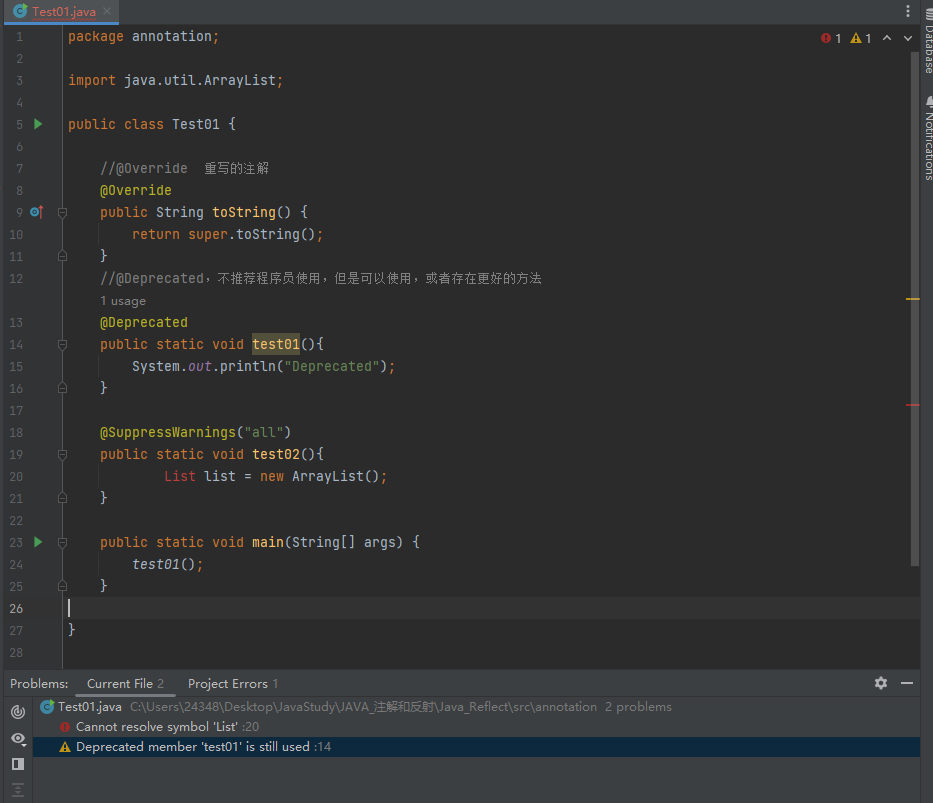 Test01.java
1 package annotation; 1 1
2
3 import java.util.ArrayList;
4
5 public class Test01 {
6
7 //@Override  重写的注解
8 @Override
9 public String toString() {
10 return super.toString();
11 }
12 //@Deprecated，不推荐程序员使用，但是可以使用，或者存在更好的方法
1 usage
13 @Deprecated
14 public static void test01(){
15 System.out.println("Deprecated");
16 }
17
18 @SuppressWarnings("all")
19 public static void test02(){
20 List list = new ArrayList();
21 }
22
23 public static void main(String[] args) {
24 test01();
25 }
26
27 }
28
Database
Notifications
Problems: Current File 2 Project Errors 1
Test01.java C:\Users\24348\Desktop\JavaStudy\JAVA_注解和反射\Java_Reflect\src\annotation 2 problems
Cannot resolve symbol 'List' :20
Deprecated member 'test01' is still used :14